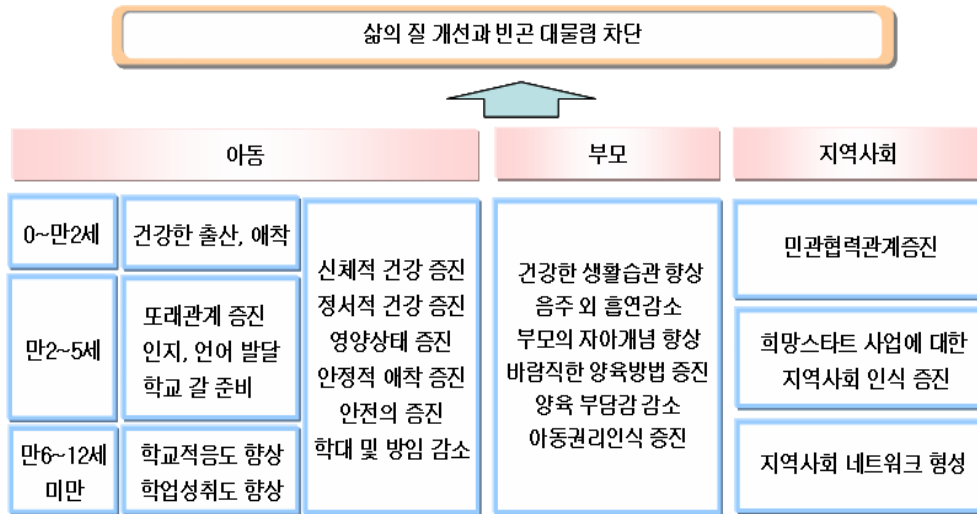 삶의 질 개선과 빈곤 대물림 차단
아동
부모
지역사회
0~만2세
건강한 출산, 애착
만2~5세
또래관계 증진
인지, 언어 발달
학교 갈 준비
만6~12세
미만
학교적응도 향상
학업성취도 향상
신체적 건강 증진
정서적 건강 증진
영양상태 증진
안정적 애착 증진
안전의 증진
학대 및 방임 감소
건강한 생활습관 향상
음주 외 흡연감소
부모의 자아개념 향상
바람직한 양육방법 증진
양육 부담감 감소
아동권리인식 증진
민관협력관계증진
희망스타트 사업에 대한
지역사회 인식 증진
지역사회 네트워크 형성